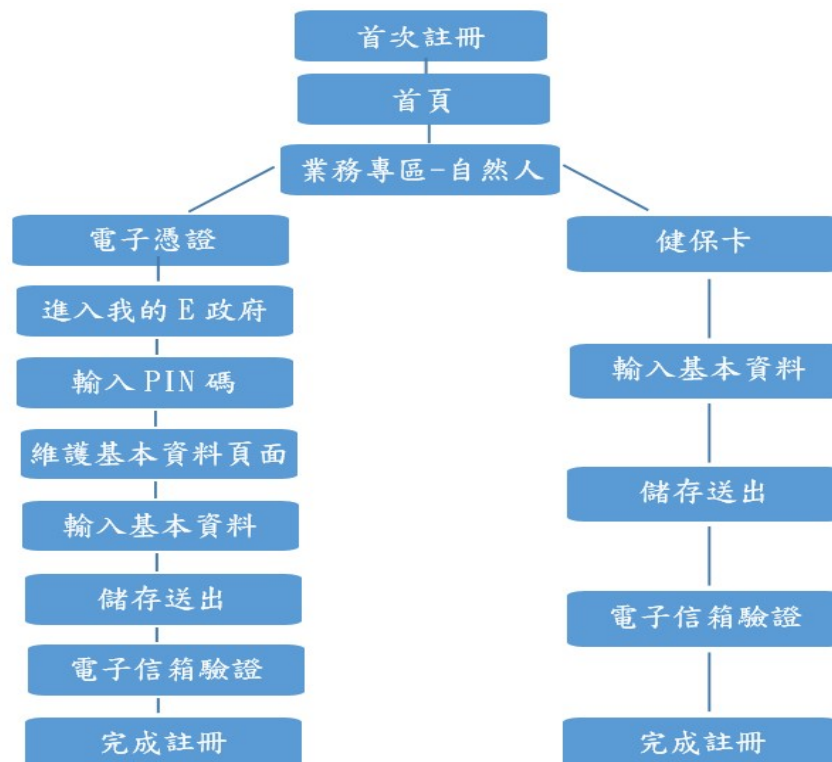 首次註冊
首頁
業務專區-自然人
電子憑證
進入我的E政府
輸入PIN碼
維護基本資料頁面
輸入基本資料
儲存送出
電子信箱驗證
完成註冊
健保卡
輸入基本資料
儲存送出
電子信箱驗證
完成註冊